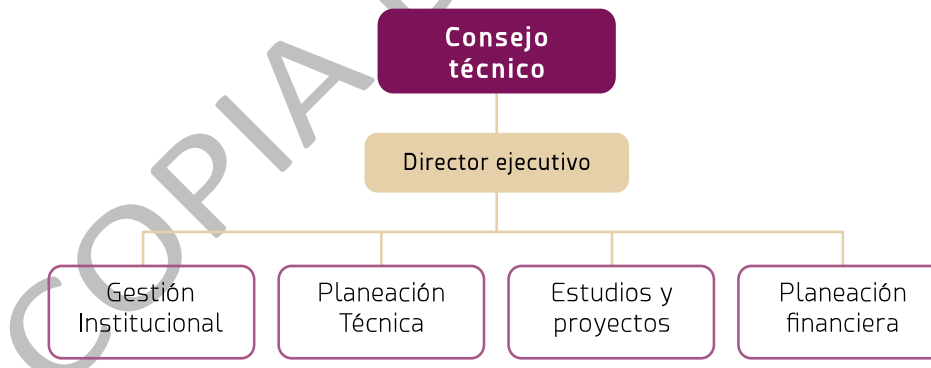 Consejo
técnico
Director ejecutivo
Gestión
Institucional
Planeación
Técnica
Estudios y
proyectos
Planeación
financiera
COPIA